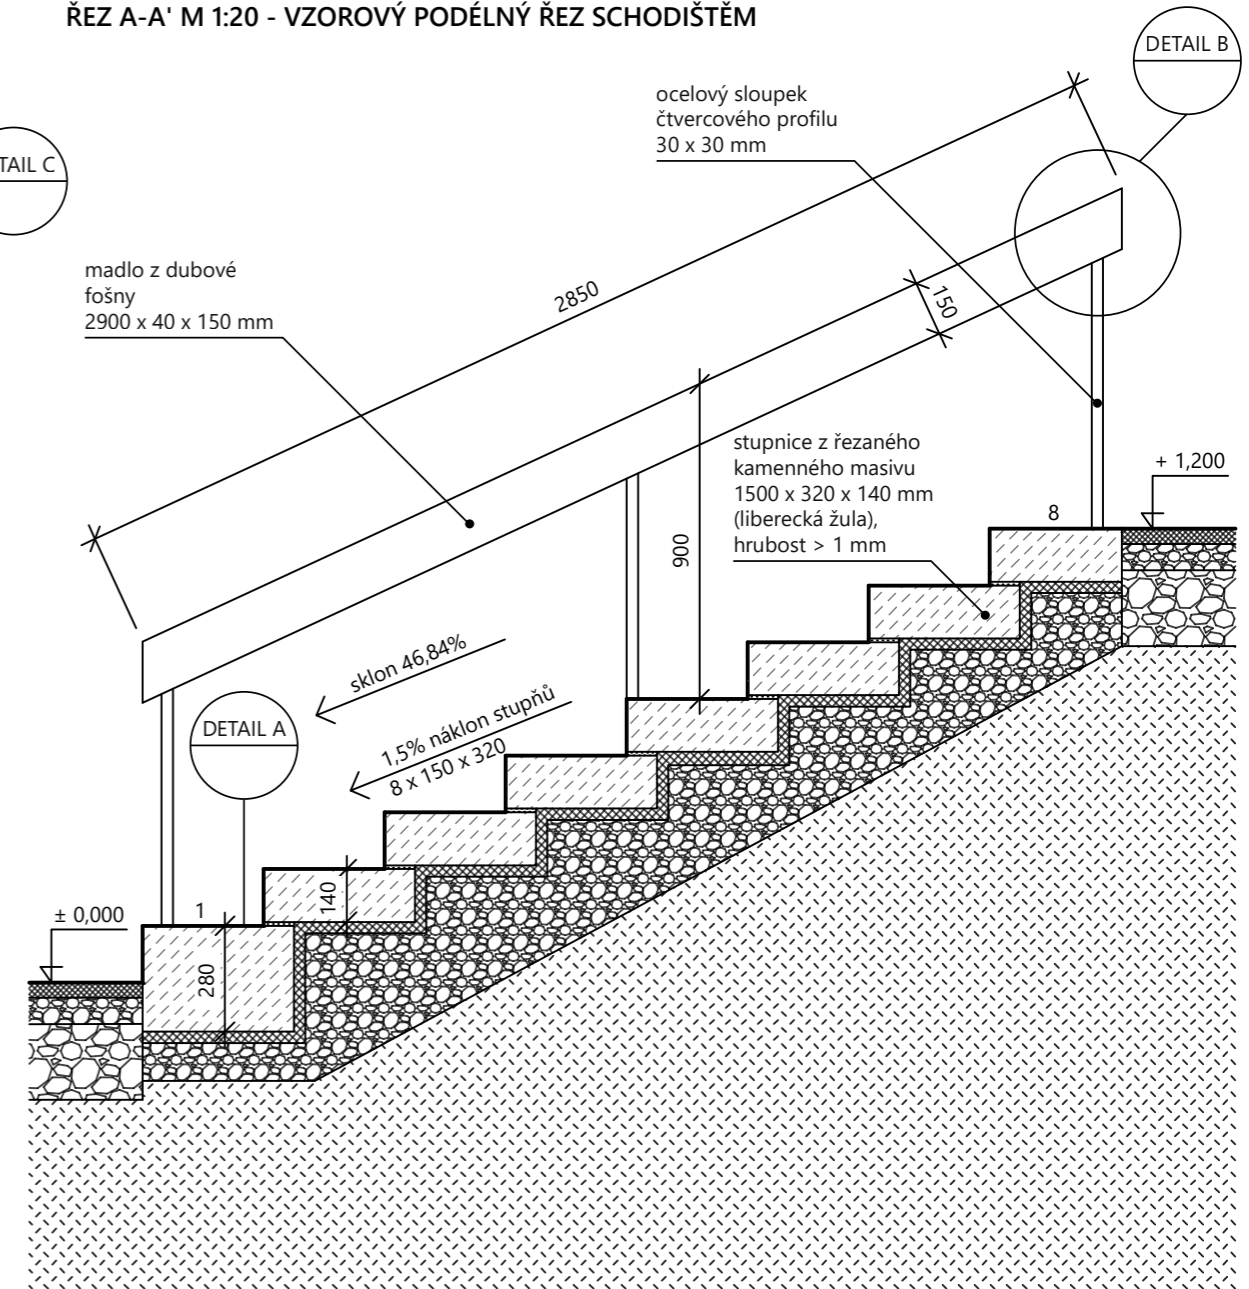 ŘEZ A-A' M 1:20 - VZOROVÝ PODÉLNÝ ŘEZ SCHODIŠTĚM
DETAIL B
TAIL C
ocelový sloupek
čtvercového profilu
30 x 30 mm
madlo z dubové
fošny
2900 x 40 x 150 mm
2850
150
900
stupnice z řezaného
kamenného masivu
1500 x 320 x 140 mm
(liberecká žula),
hrubost > 1 mm
+ 1,200
8
sklon 46,84%
1,5% náklon stupňů
8 x 150 x 320
DETAIL A
140
1
± 0,000
280